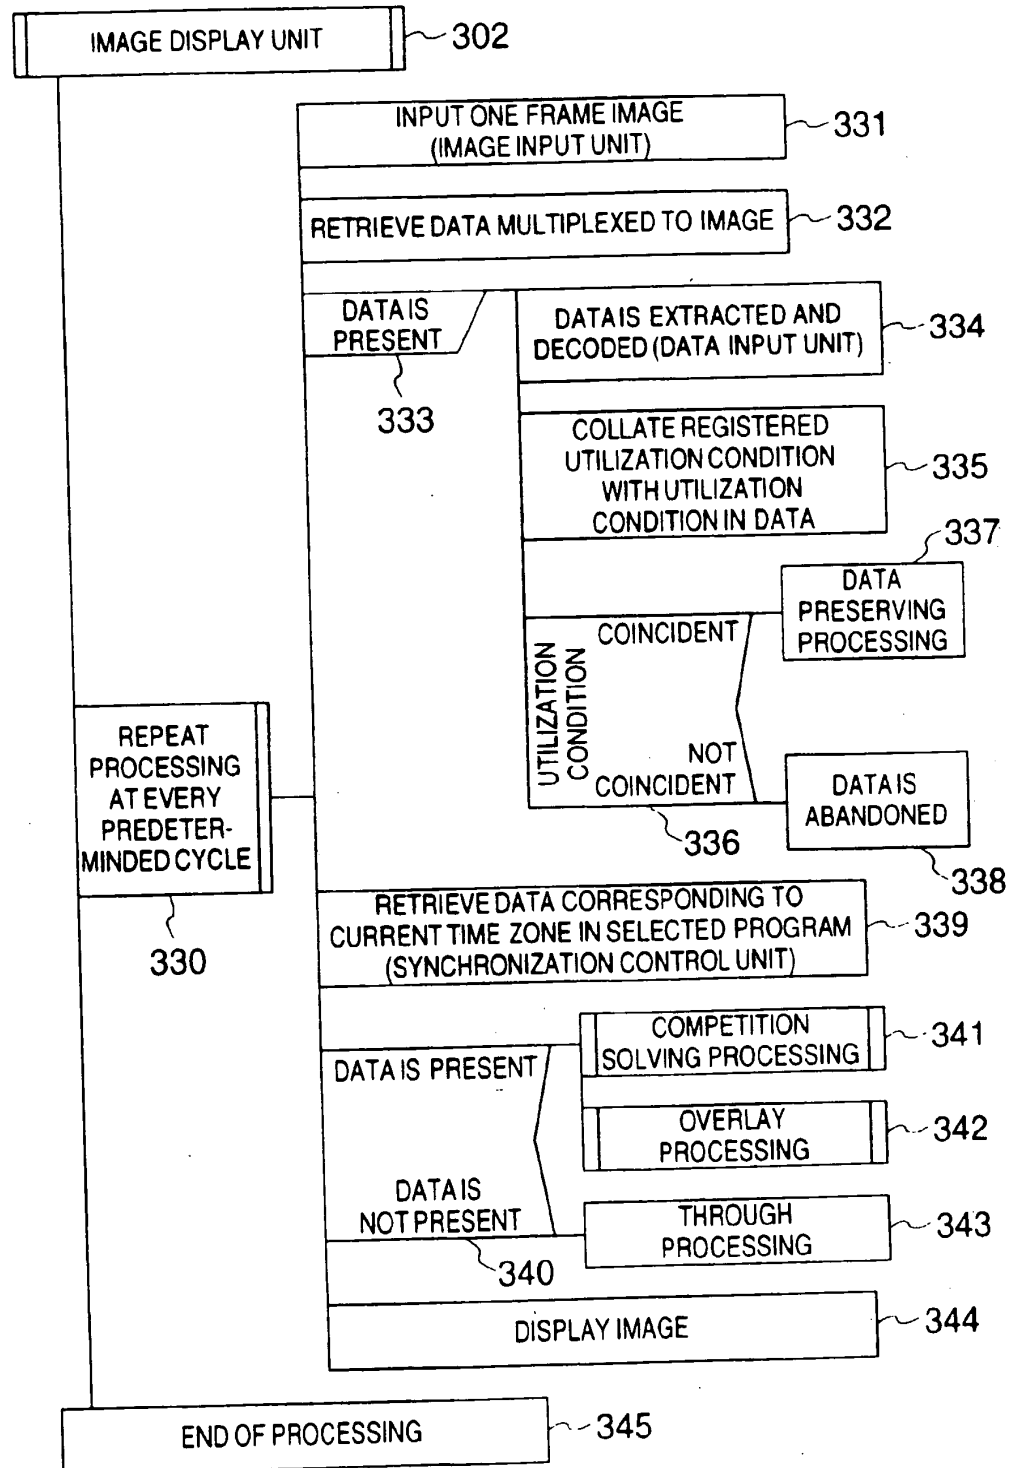 IMAGE DISPLAY UNIT
302
INPUT ONE FRAME IMAGE
(IMAGE INPUT UNIT)
331
RETRIEVE DATA MULTIPLEXED TO IMAGE
332
DATA IS
PRESENT
333
DATA IS EXTRACTED AND
DECODED (DATA INPUT UNIT)
334
COLLATE REGISTERED
UTILIZATION CONDITION
WITH UTILIZATION
CONDITION IN DATA
335
337
DATA
PRESERVING
PROCESSING
UTILIZATION
CONDITION
COINCIDENT
NOT
COINCIDENT
336
DATA IS
ABANDONED
338
REPEAT
PROCESSING
AT EVERY
PREDETER-
MINDED CYCLE
330
RETRIEVE DATA CORRESPONDING TO
CURRENT TIME ZONE IN SELECTED PROGRAM
(SYNCHRONIZATION CONTROL UNIT)
339
DATA IS PRESENT
COMPETITION
SOLVING PROCESSING
341
OVERLAY
PROCESSING
342
DATA IS
NOT PRESENT
340
THROUGH
PROCESSING
343
DISPLAY IMAGE
344
END OF PROCESSING
345